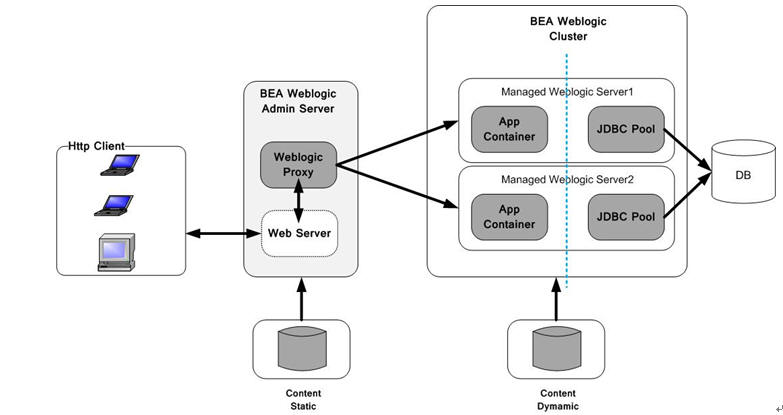 BEA Weblogic
Cluster
BEA Weblogic
Admin Server
Managed Weblogic Server1
App
Container
JDBC Pool
Http Client
Weblogic
Proxy
DB
Managed Weblogic Server2
App
Container
JDBC Pool
Web Server
Content
Static
Content
Dymamic